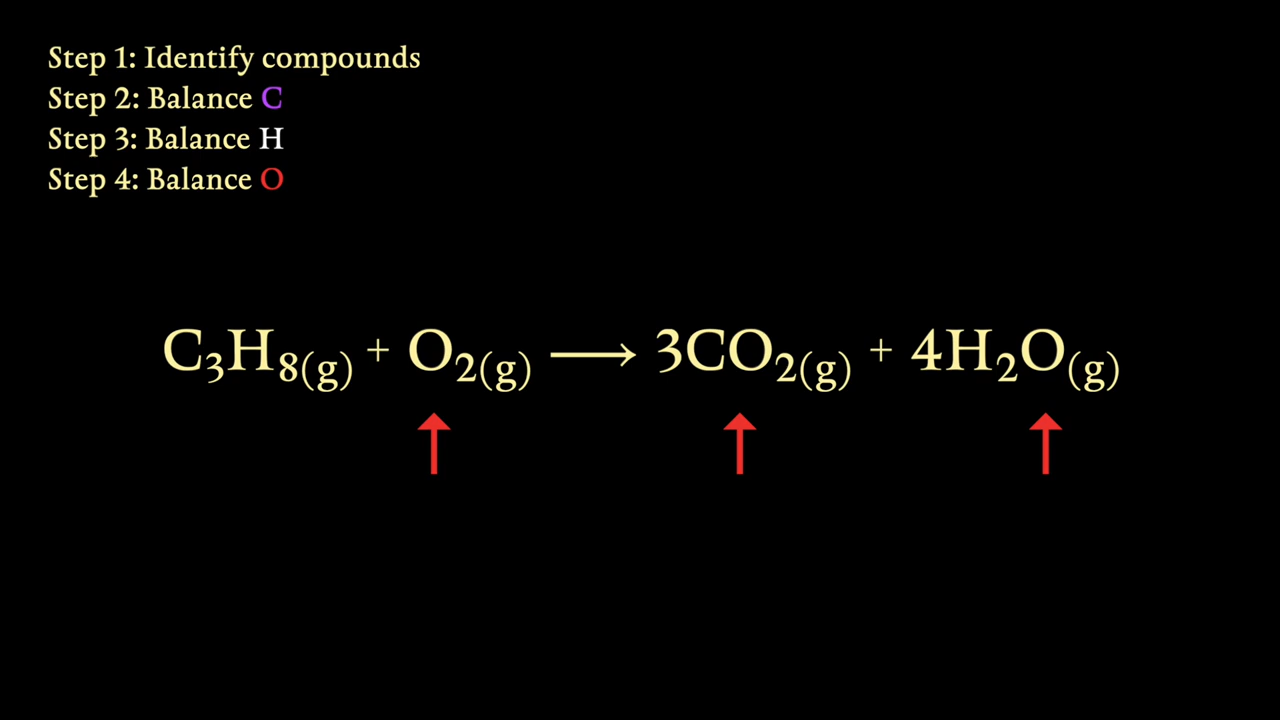 Step 1: Identify compounds
Step 2: Balance C
Step 3: Balance H
Step 4: Balance O
C₃H₈₍g₎ + O₂₍g₎ ⟶ 3CO₂₍g₎ + 4H₂O₍g₎